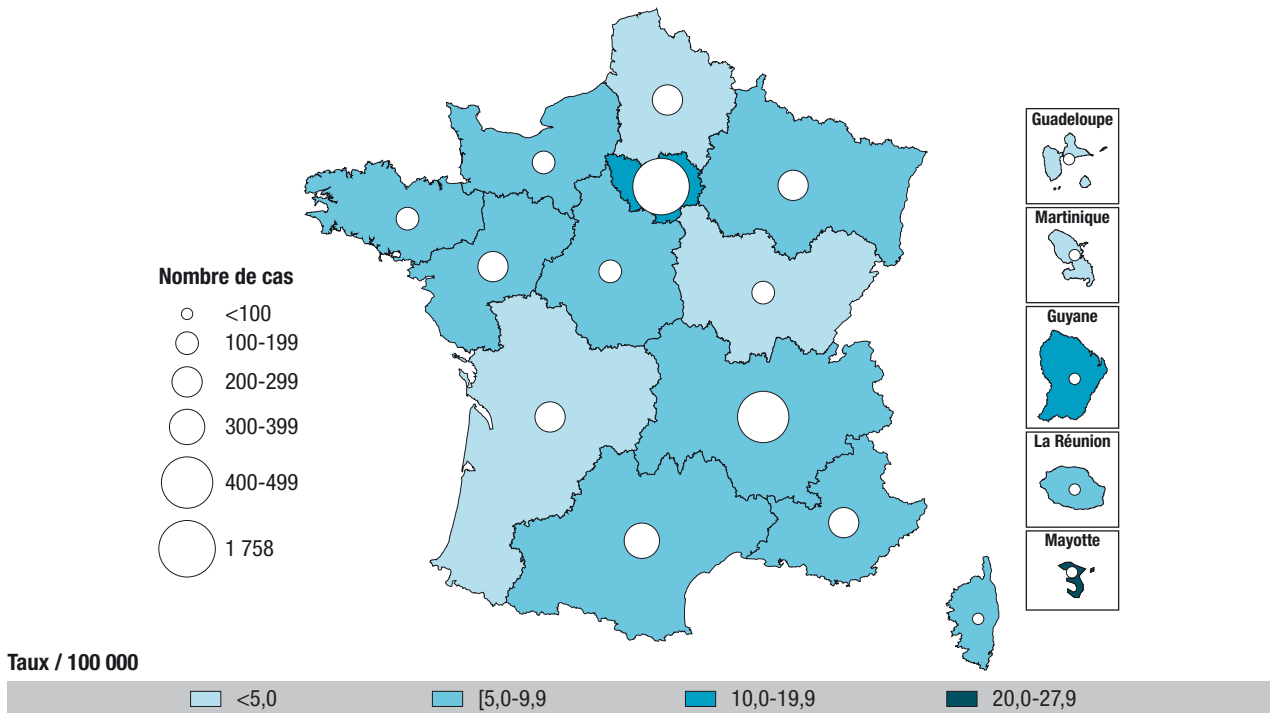 Guadeloupe
Martinique
Guyane
La Réunion
Mayotte
Nombre de cas
<100
100-199
200-299
300-399
400-499
1 758
Taux / 100 000
<5,0
[5,0-9,9
10,0-19,9
20,0-27,9